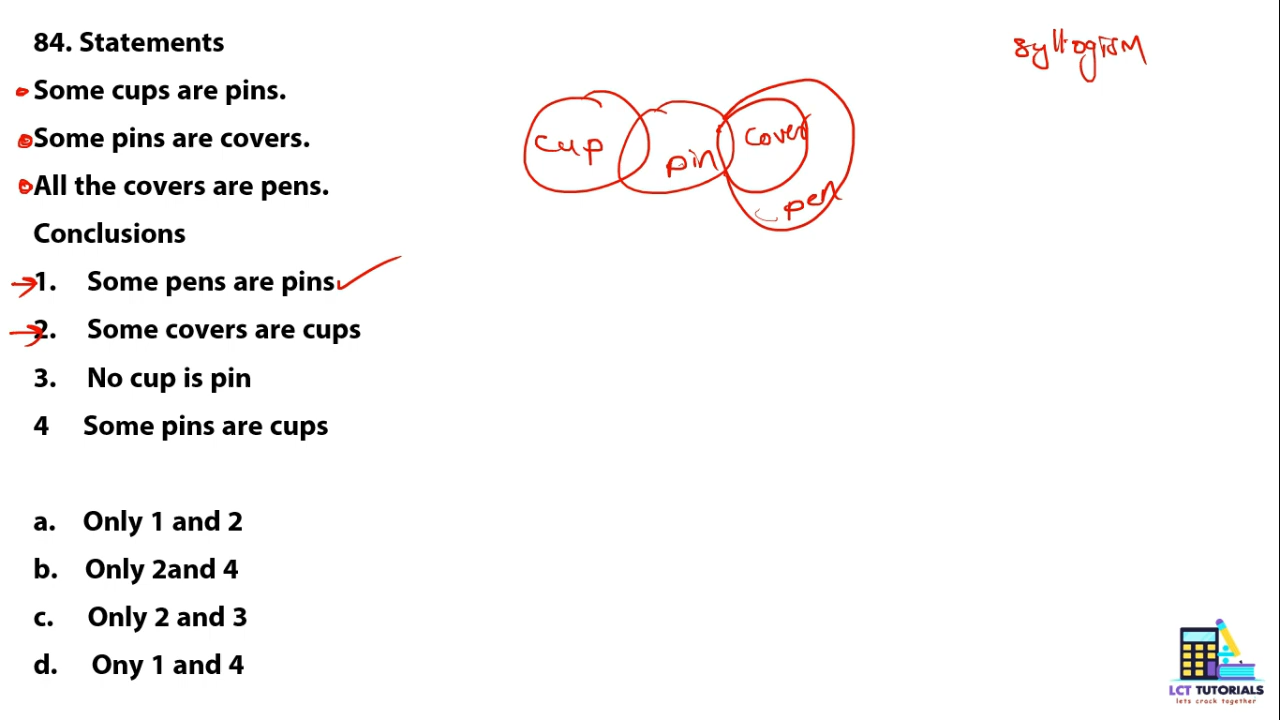 84. Statements
syllogism
Some cups are pins.
Some pins are covers.
All the covers are pens.
Conclusions
1. Some pens are pins
2. Some covers are cups
3. No cup is pin
4 Some pins are cups
a. Only 1 and 2
b. Only 2and 4
c. Only 2 and 3
d. Ony 1 and 4
cup
pin
cover
pen
LCT TUTORIALS
lets crack together